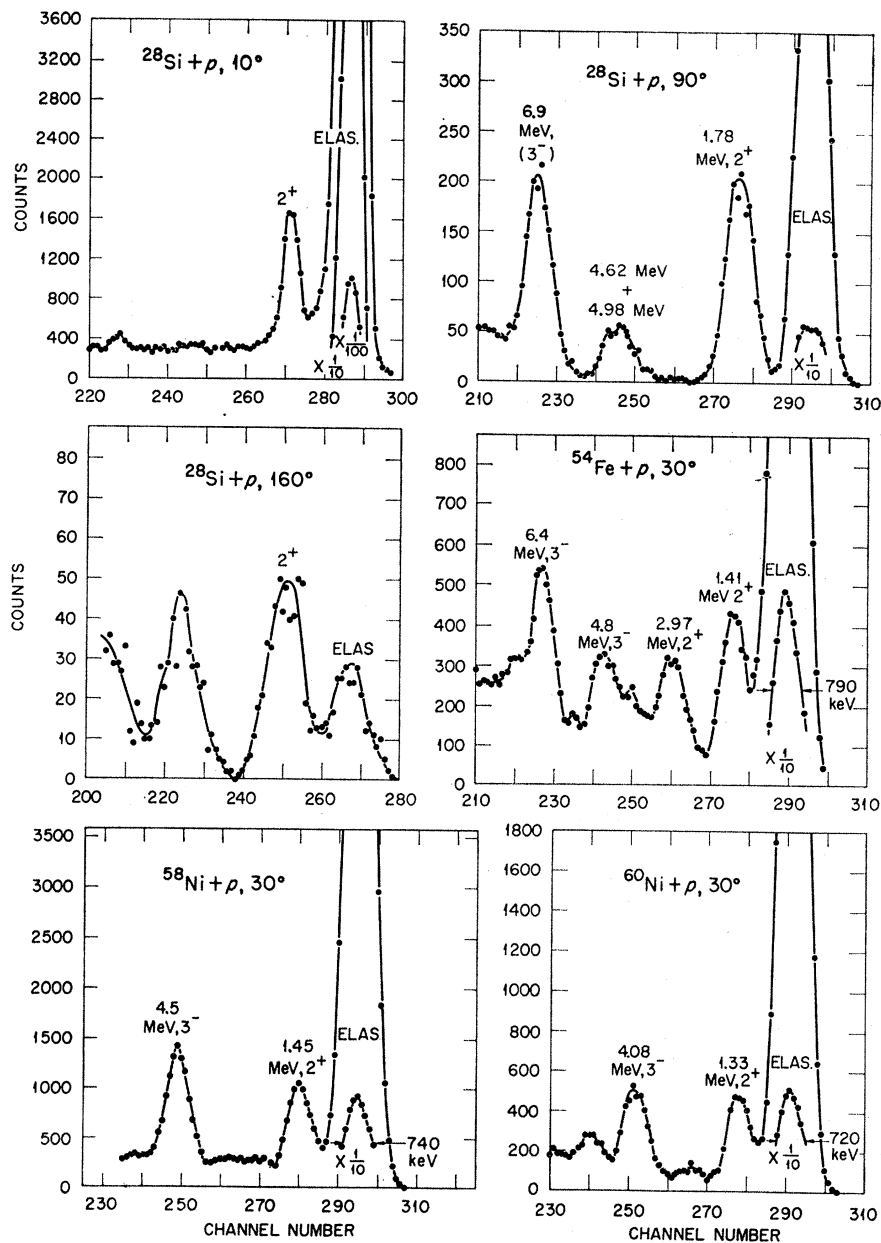 ²⁸Si+p, 10°
COUNTS
3600
3200
2800
2400
2000
1600
1200
800
400
0
ELAS.
2⁺
X 1/100
X 1/10
220 240 260 280 300
²⁸Si+p, 90°
350
300
250
200
150
100
50
0
6.9
MeV,
(3⁻)
1.78
MeV, 2⁺
ELAS.
4.62 MeV
+
4.98 MeV
X 1/10
210 230 250 270 290 310
²⁸Si+p, 160°
COUNTS
80
70
60
50
40
30
20
10
0
2⁺
ELAS
200 220 240 260 280
⁵⁴Fe+p, 30°
800
700
600
500
400
300
200
100
0
6.4
MeV,3⁻
4.8
MeV,3⁻
2.97
MeV,2⁺
1.41
MeV 2⁺
ELAS.
790
keV
X 1/10
210 230 250 270 290 310
⁵⁸Ni+p, 30°
COUNTS
3500
3000
2500
2000
1500
1000
500
0
4.5
MeV,3⁻
1.45
MeV,2⁺
ELAS.
740
keV
X 1/10
230 250 270 290 310
CHANNEL NUMBER
⁶⁰Ni+p, 30°
1800
1600
1400
1200
1000
800
600
400
200
0
4.08
MeV,3⁻
1.33
MeV,2⁺
ELAS.
720
keV
X 1/10
230 250 270 290 310
CHANNEL NUMBER